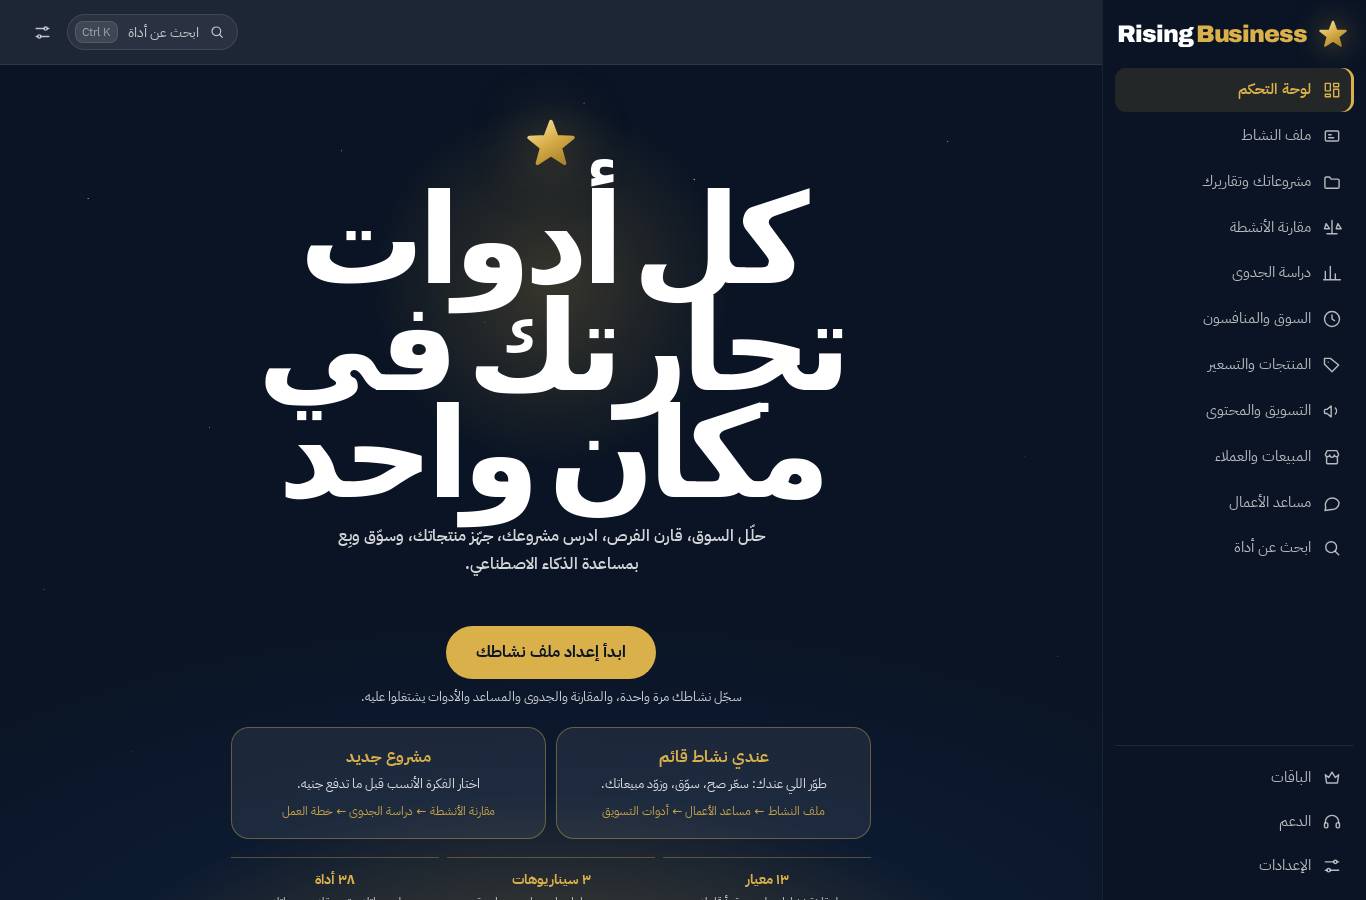 Rising Business
لوحة التحكم
ملف النشاط
مشروعاتك وتقاريرك
مقارنة الأنشطة
دراسة الجدوى
السوق والمنافسون
المنتجات والتسعير
التسويق والمحتوى
المبيعات والعملاء
مساعد الأعمال
ابحث عن أداة
الباقات
الدعم
الإعدادات
ابحث عن أداة Ctrl K
كل أدوات
تجارتك في
مكان واحد
حلّل السوق، قارن الفرص، ادرس مشروعك، جهّز منتجاتك، وسوّق وبِع
بمساعدة الذكاء الاصطناعي.
ابدأ إعداد ملف نشاطك
سجّل نشاطك مرة واحدة، والمقارنة والجدوى والمساعد والأدوات يشتغلوا عليه.
عندي نشاط قائم
طوّر اللي عندك: سعّر صح، سوّق، وزوّد مبيعاتك.
ملف النشاط ← مساعد الأعمال ← أدوات التسويق
مشروع جديد
اختار الفكرة الأنسب قبل ما تدفع جنيه.
مقارنة الأنشطة ← دراسة الجدوى ← خطة العمل
١٣ معيار
٣ سيناريوهات
٣٨ أداة